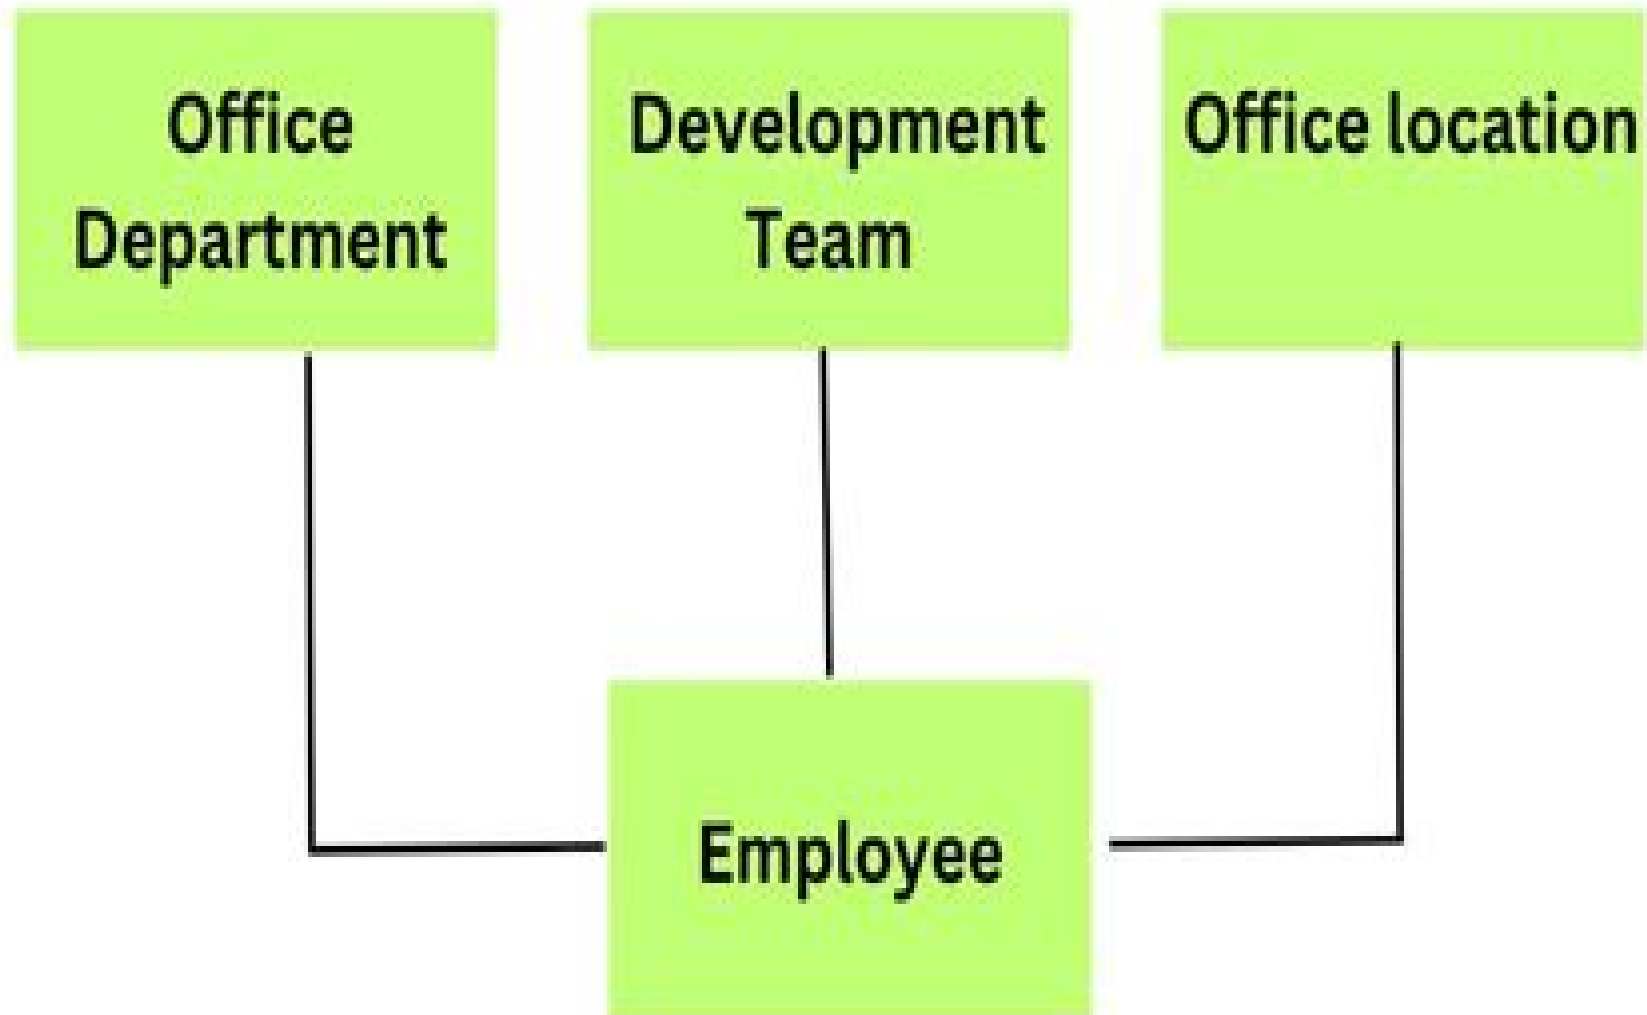 Office
Department
Development
Team
Office location
Employee